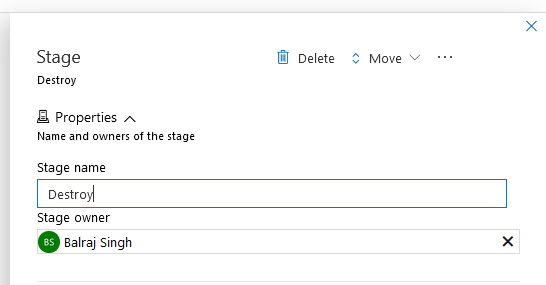 Stage
Delete
Move
Destroy
Properties
Name and owners of the stage
Stage name
Destroy
Stage owner
BS Balraj Singh